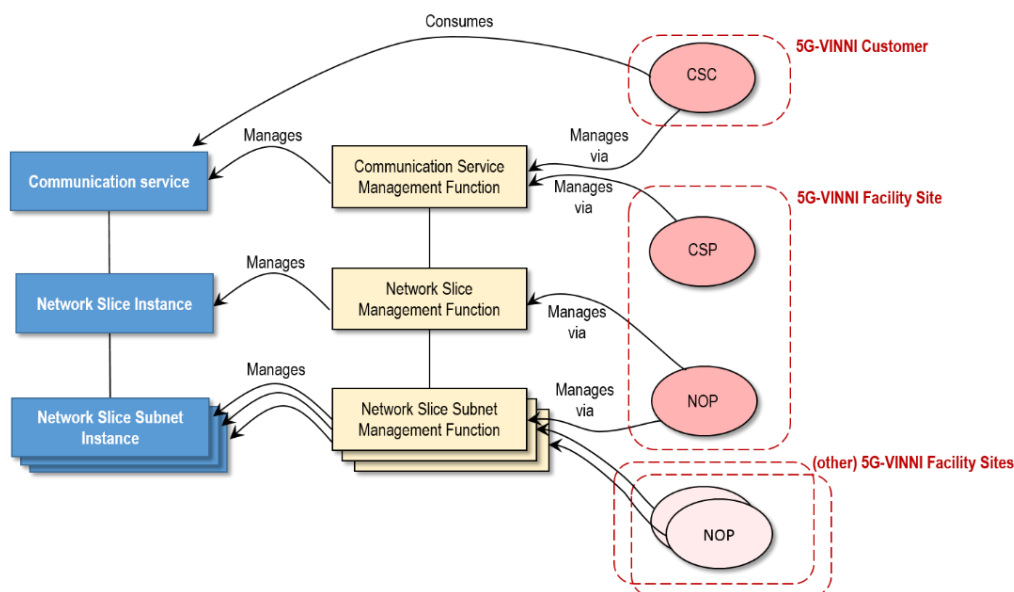 Consumes
5G-VINNI Customer
CSC
Manages
Manages
via
Communication service
Communication Service
Management Function
Manages
via
5G-VINNI Facility Site
CSP
Manages
Network Slice Instance
Network Slice
Management Function
Manages
via
Manages
Network Slice Subnet
Instance
Network Slice Subnet
Management Function
Manages
via
NOP
(other) 5G-VINNI Facility Sites
NOP